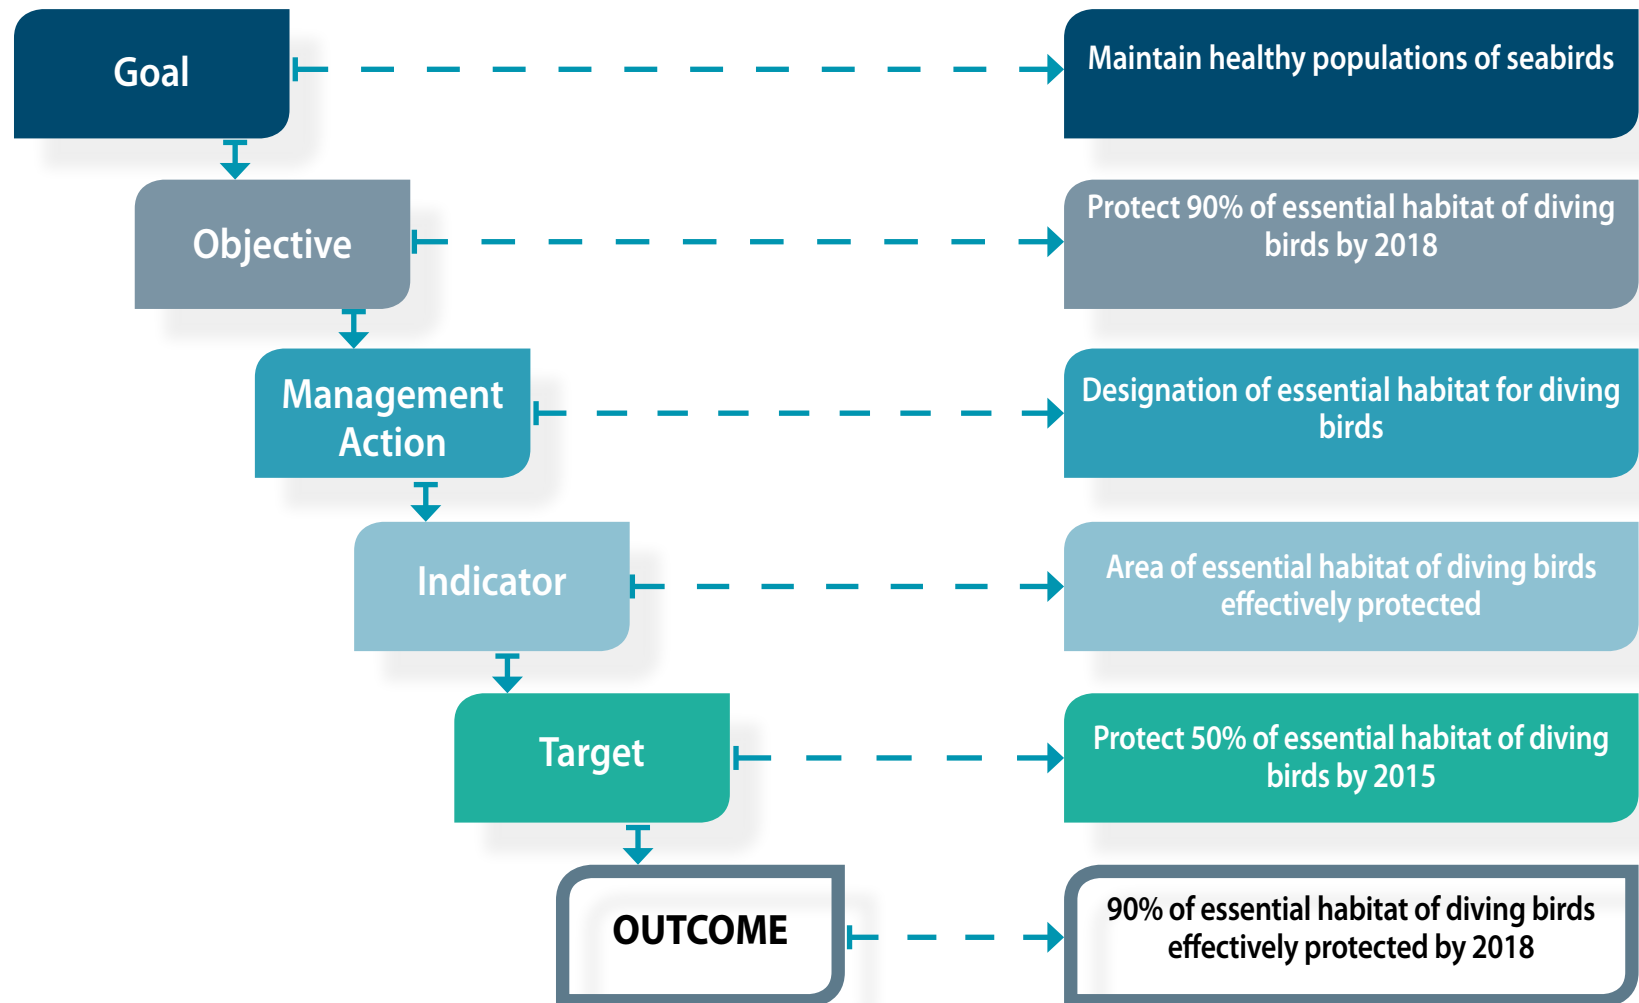 Goal
Maintain healthy populations of seabirds
Objective
Protect 90% of essential habitat of diving
birds by 2018
Management
Action
Designation of essential habitat for diving
birds
Indicator
Area of essential habitat of diving birds
effectively protected
Target
Protect 50% of essential habitat of diving
birds by 2015
OUTCOME
90% of essential habitat of diving birds
effectively protected by 2018